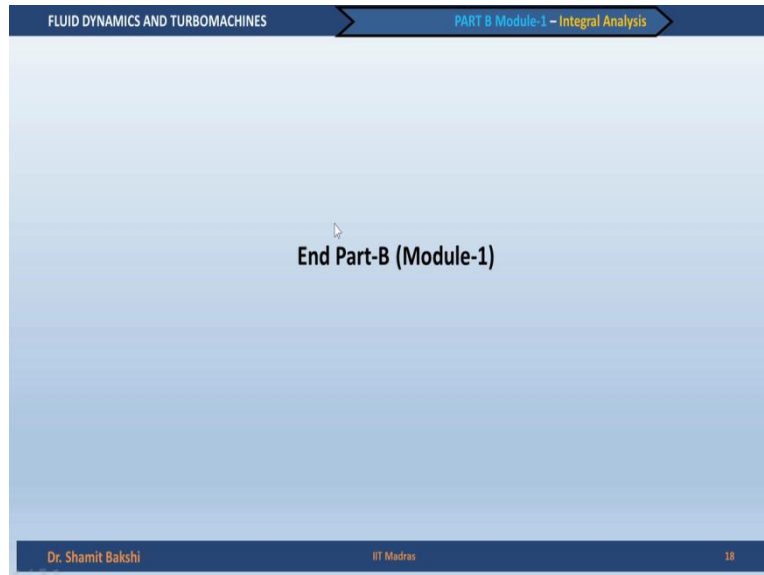 FLUID DYNAMICS AND TURBOMACHINES
PART B Module-1 – Integral Analysis
End Part-B (Module-1)
Dr. Shamit Bakshi
IIT Madras
18